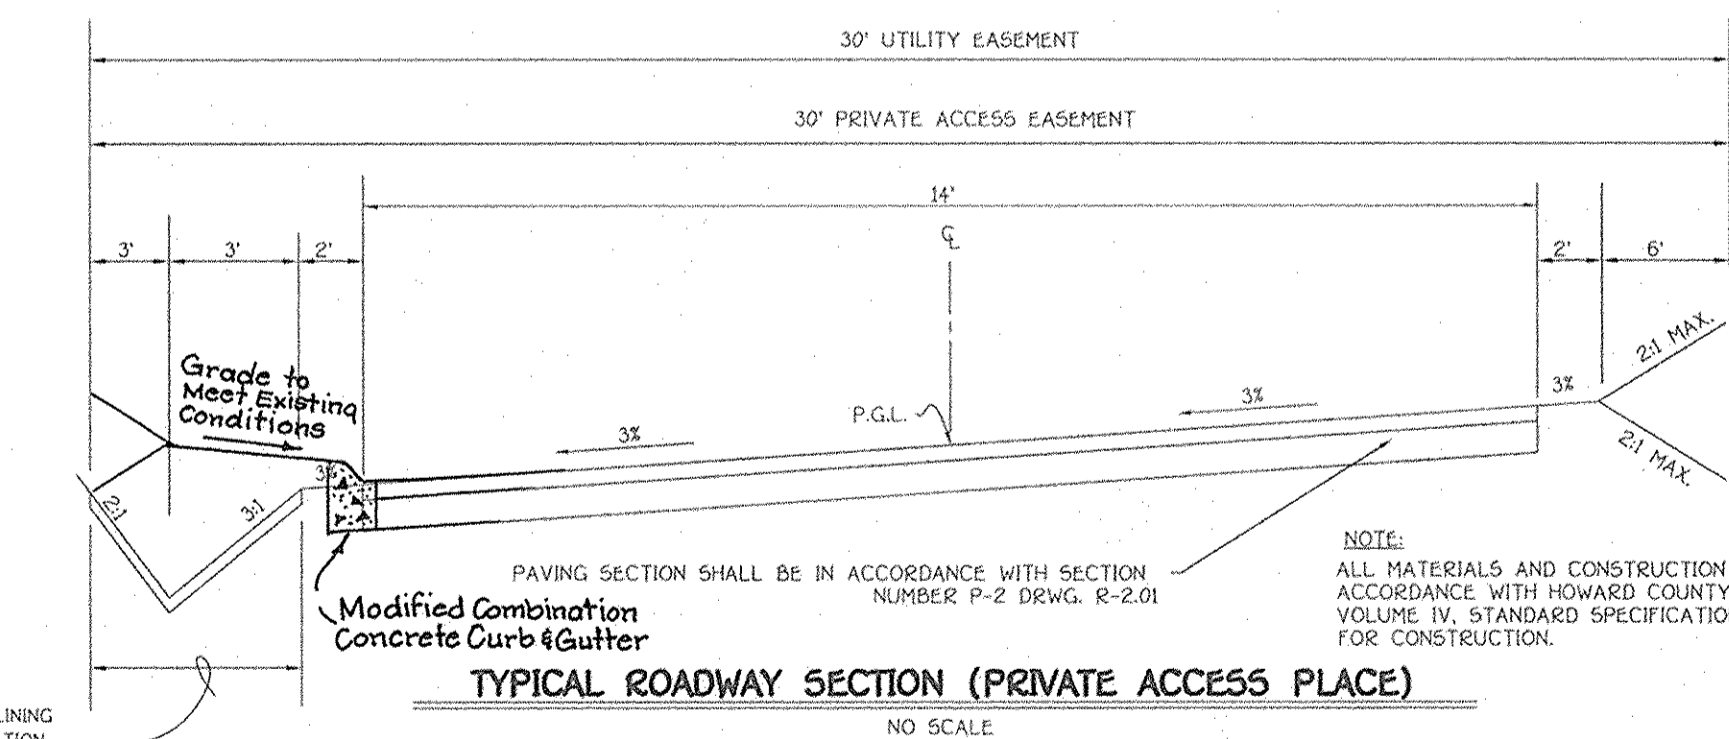 30' UTILITY EASEMENT
30' PRIVATE ACCESS EASEMENT
14'
3'
3'
2'
℄
2'
6'
2:1 MAX.
Grade to
Meet Existing
Conditions
3%
P.G.L.
3%
3%
2:1 MAX.
3%
2:1
3:1
PAVING SECTION SHALL BE IN ACCORDANCE WITH SECTION
NUMBER P-2 DRWG. R-2.01
Modified Combination
Concrete Curb & Gutter
NOTE:
ALL MATERIALS AND CONSTRUCTION
ACCORDANCE WITH HOWARD COUNTY
VOLUME IV, STANDARD SPECIFICATIO
FOR CONSTRUCTION.
TYPICAL ROADWAY SECTION (PRIVATE ACCESS PLACE)
NO SCALE
LINING
TION